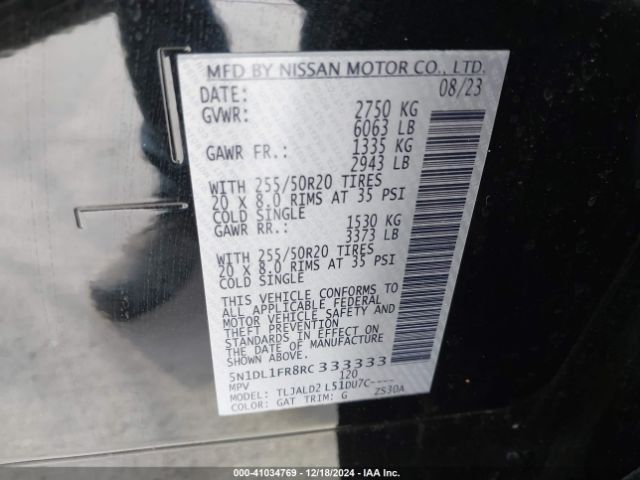 MFD BY NISSAN MOTOR CO., LTD.
DATE: 08/23
GVWR: 2750 KG
6063 LB
GAWR FR.: 1335 KG
2943 LB
WITH 255/50R20 TIRES
20 X 8.0 RIMS AT 35 PSI
COLD SINGLE
GAWR RR.: 1530 KG
3373 LB
WITH 255/50R20 TIRES
20 X 8.0 RIMS AT 35 PSI
COLD SINGLE
THIS VEHICLE CONFORMS TO
ALL APPLICABLE FEDERAL
MOTOR VEHICLE SAFETY AND
THEFT PREVENTION
STANDARDS IN EFFECT ON
THE DATE OF MANUFACTURE
SHOWN ABOVE.
5N1DL1FR8RC333333
MPV 120
MODEL: TLJALD2 L51DU7C----
COLOR: GAT TRIM: G ZS30A
000-41034769 - 12/18/2024 - IAA Inc.